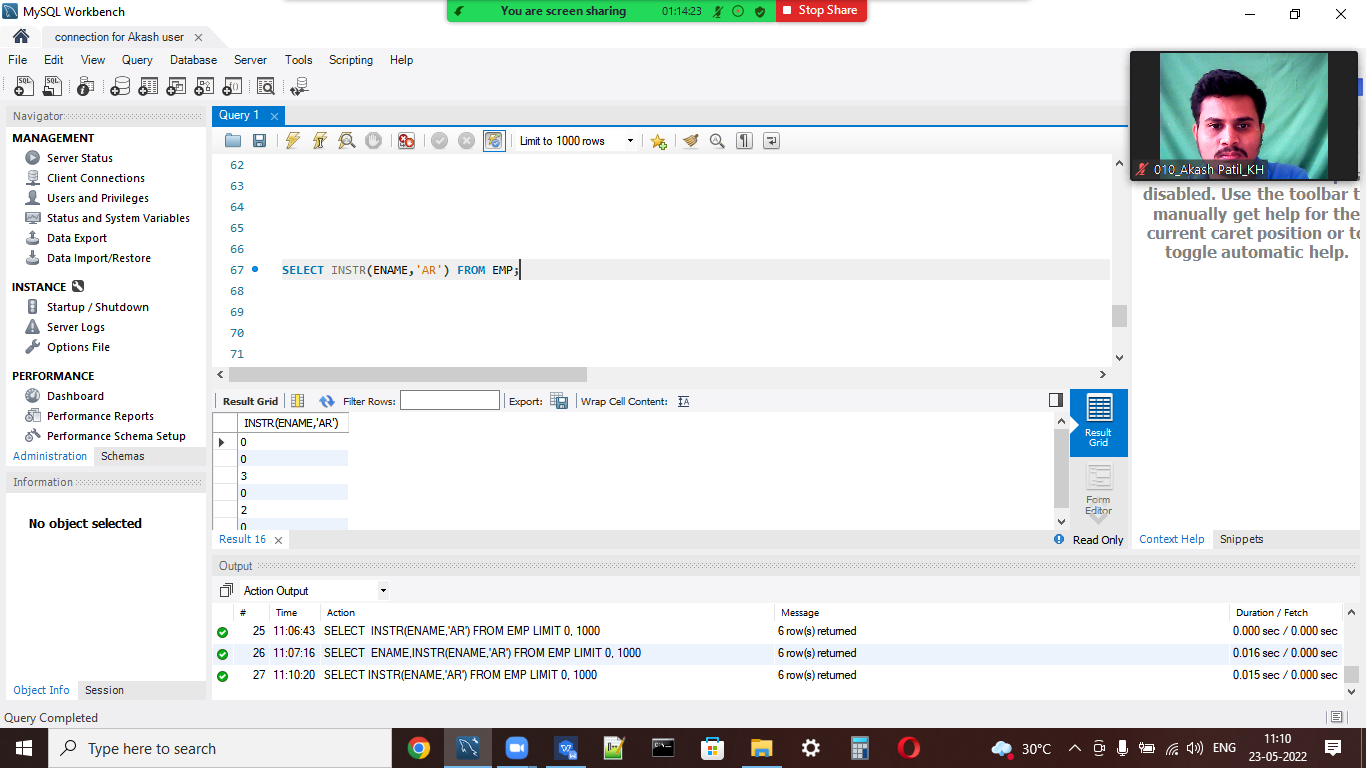 MySQL Workbench
You are screen sharing 01:14:23 Stop Share
connection for Akash user
File Edit View Query Database Server Tools Scripting Help
Navigator
MANAGEMENT
Server Status
Client Connections
Users and Privileges
Status and System Variables
Data Export
Data Import/Restore
INSTANCE
Startup / Shutdown
Server Logs
Options File
PERFORMANCE
Dashboard
Performance Reports
Performance Schema Setup
Administration Schemas
Information
No object selected
Object Info Session
Query Completed
Query 1
Limit to 1000 rows
62
63
64
65
66
67 SELECT INSTR(ENAME,'AR') FROM EMP;
68
69
70
71
Result Grid Filter Rows: Export: Wrap Cell Content:
INSTR(ENAME,'AR')
0
0
3
0
2
0
Result Grid
Form Editor
Result 16 Read Only
010_Akash Patil_KH
disabled. Use the toolbar t
manually get help for the
current caret position or to
toggle automatic help.
Context Help Snippets
Output
Action Output
# Time Action Message Duration / Fetch
25 11:06:43 SELECT INSTR(ENAME,'AR') FROM EMP LIMIT 0, 1000 6 row(s) returned 0.000 sec / 0.000 sec
26 11:07:16 SELECT ENAME,INSTR(ENAME,'AR') FROM EMP LIMIT 0, 1000 6 row(s) returned 0.016 sec / 0.000 sec
27 11:10:20 SELECT INSTR(ENAME,'AR') FROM EMP LIMIT 0, 1000 6 row(s) returned 0.015 sec / 0.000 sec
Type here to search
30°C ENG 11:10
23-05-2022